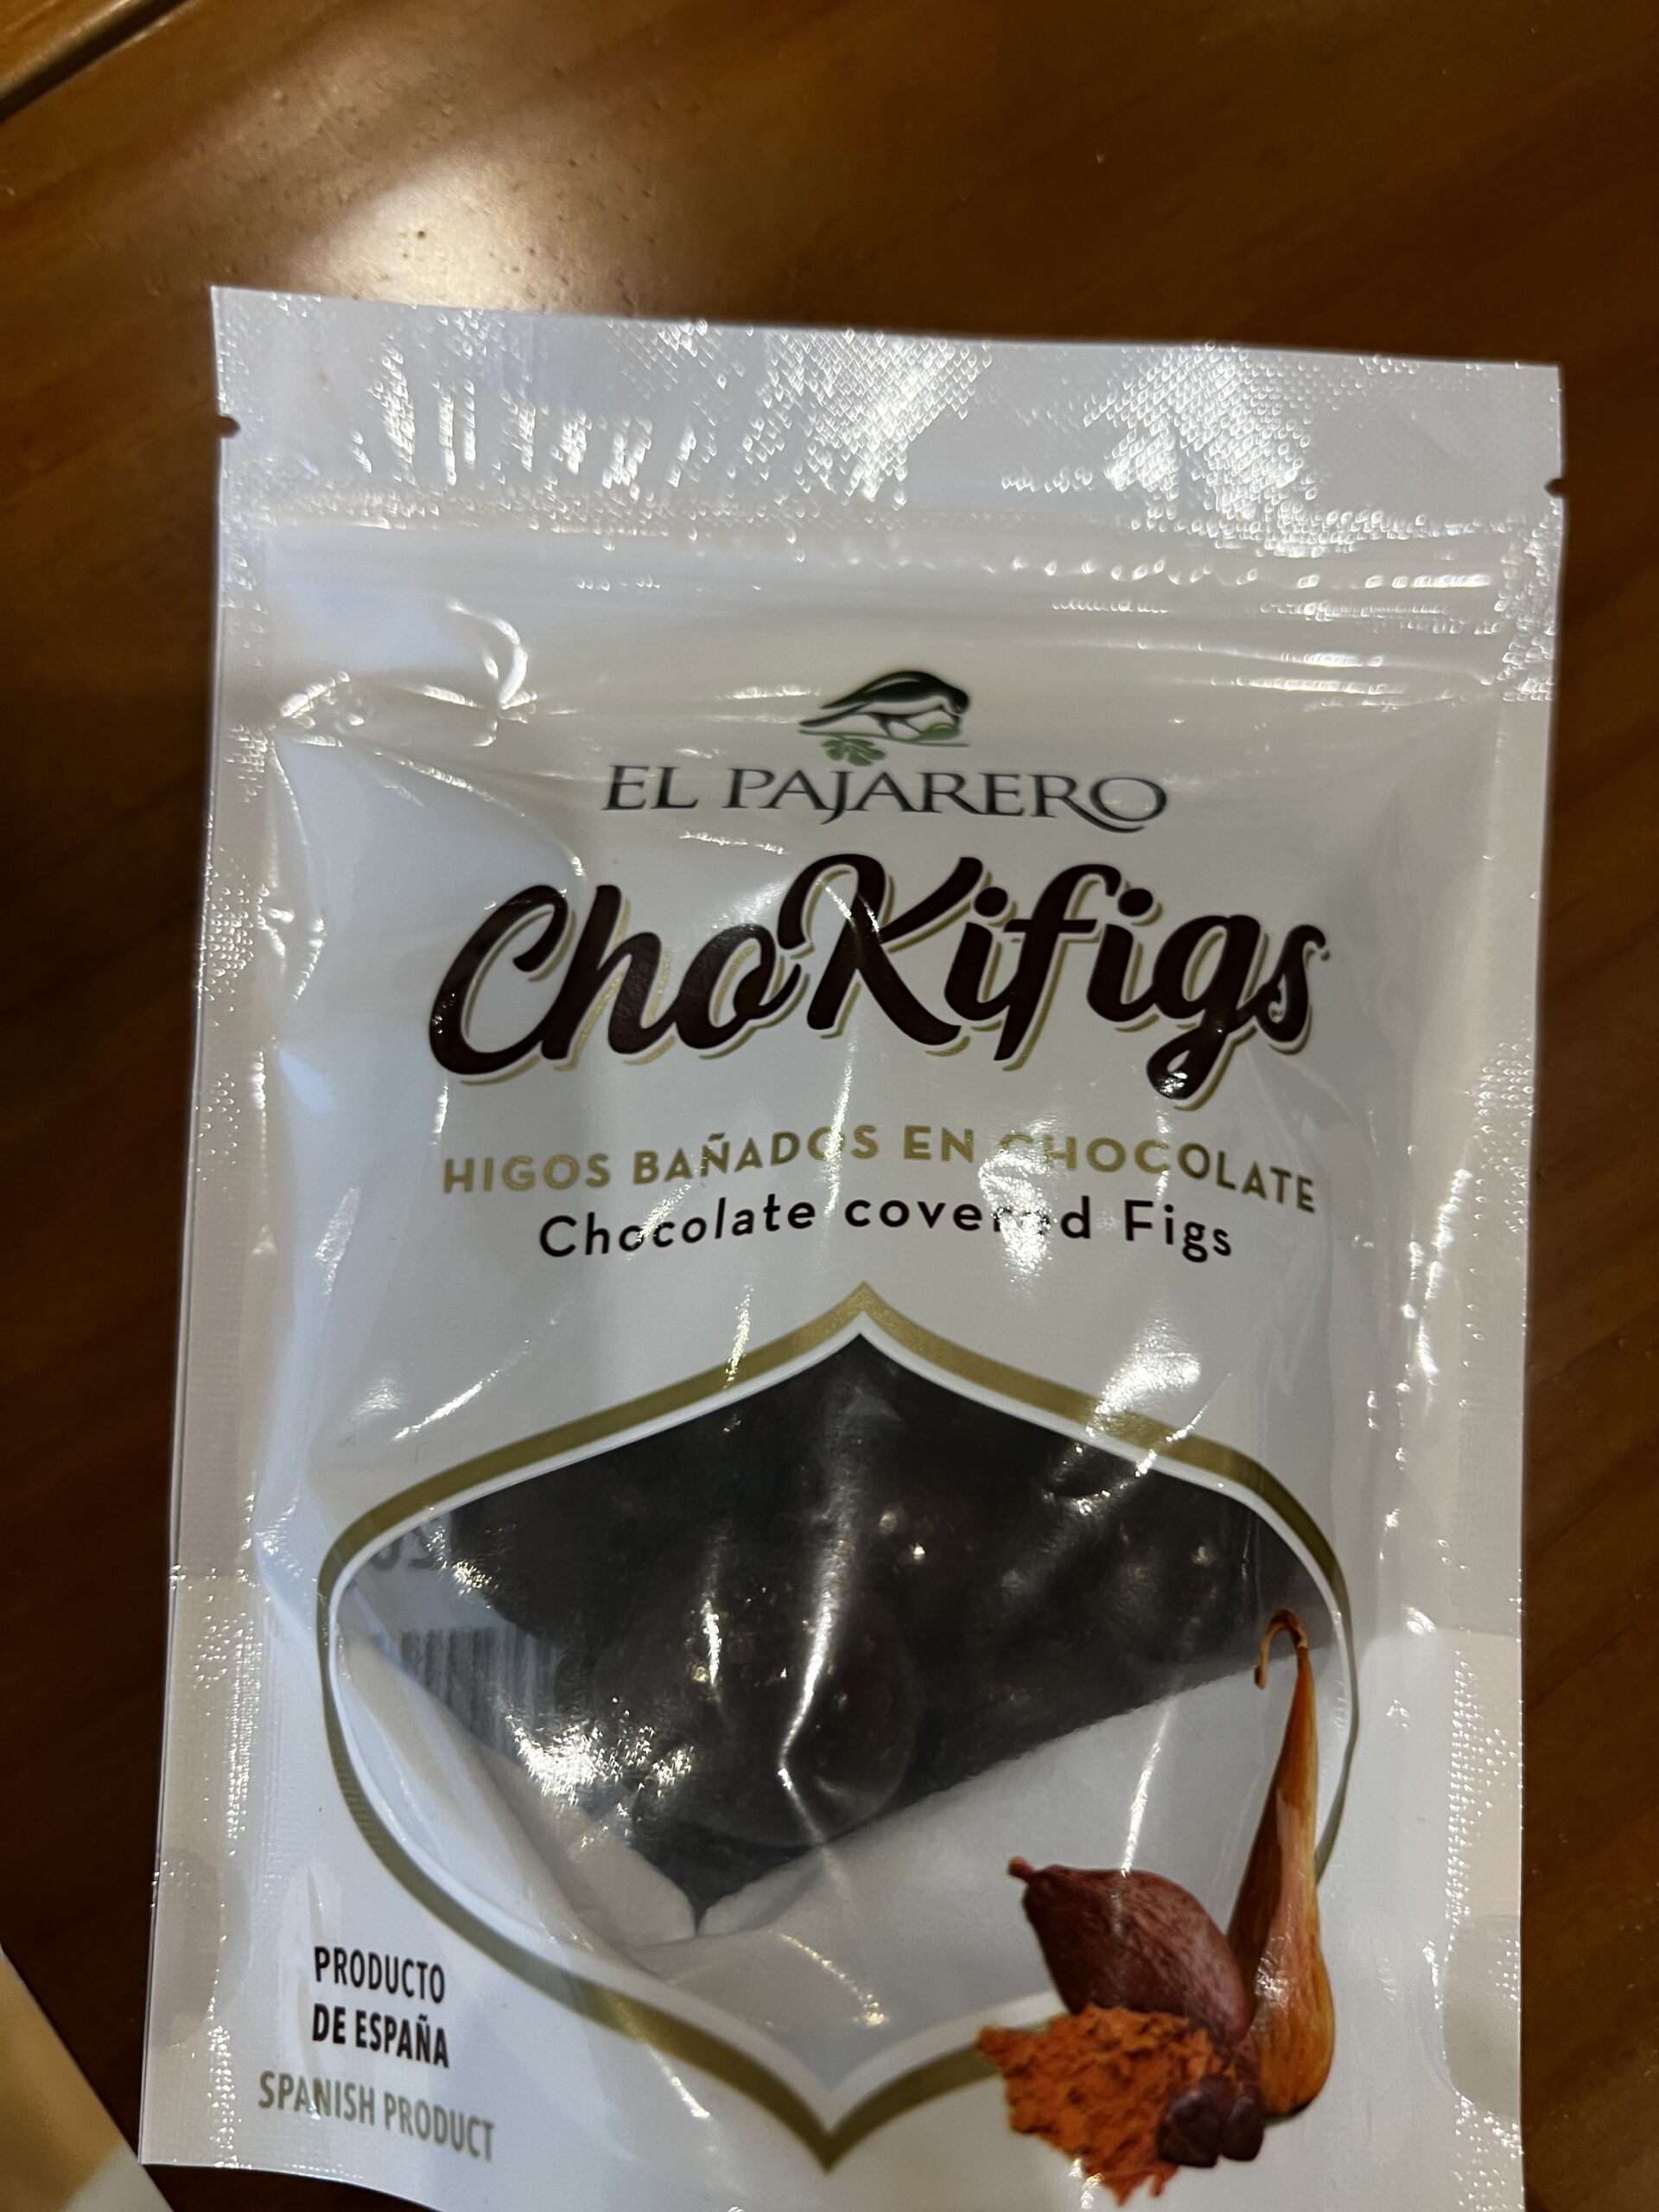 EL PAJARERO
ChoKifigs
HIGOS BAÑADOS EN CHOCOLATE
Chocolate covered Figs
PRODUCTO
DE ESPAÑA
SPANISH PRODUCT